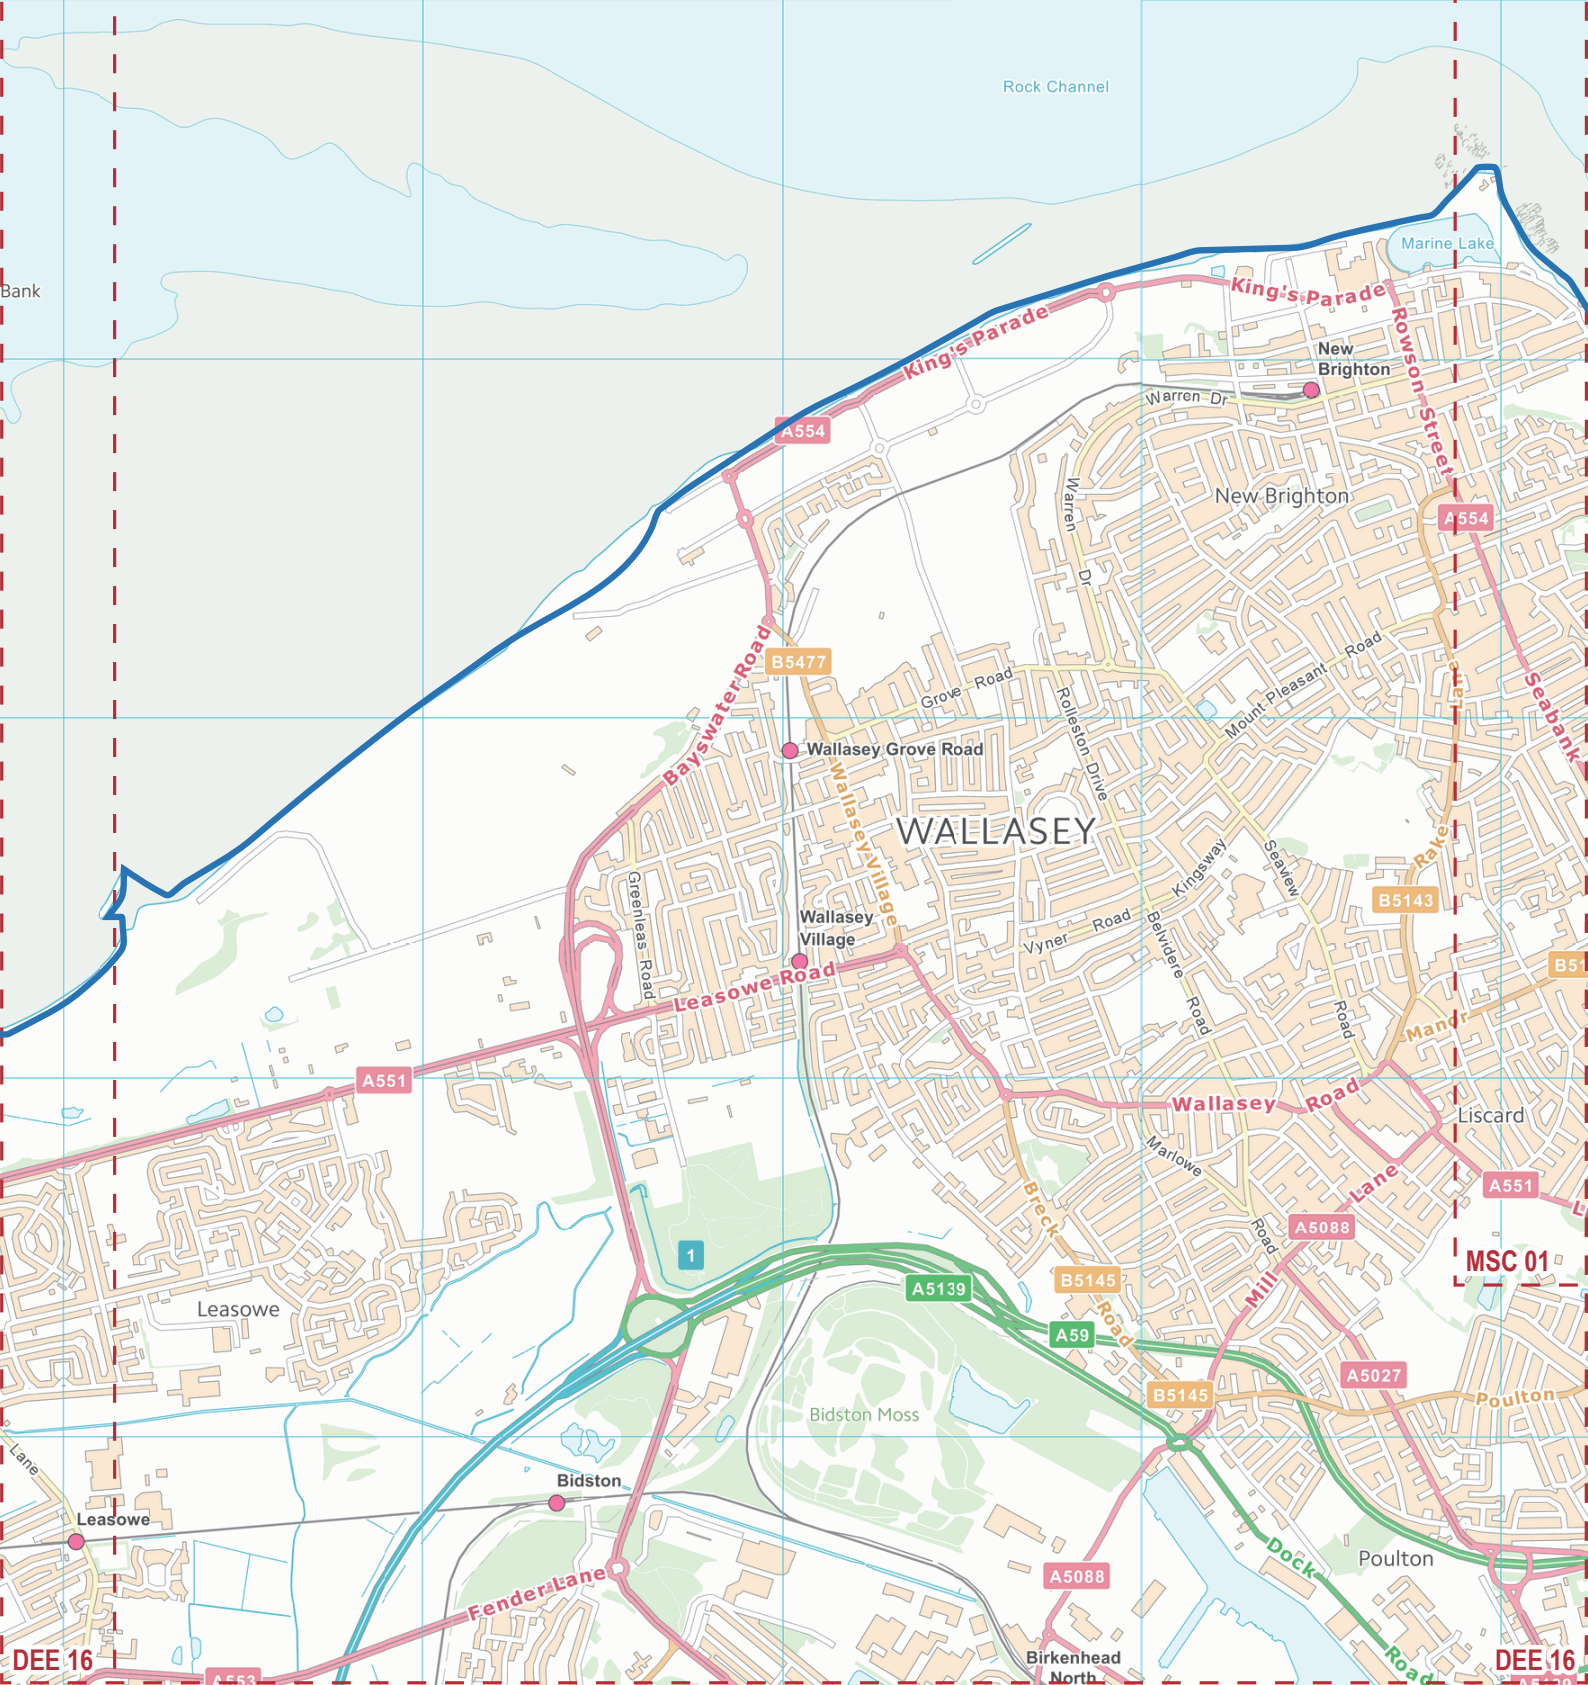 Rock Channel
Marine Lake
Bank
King's Parade
King's Parade
Rowson Street
New
Brighton
Warren Dr
A554
New Brighton
Warren
Dr
A554
B5477
Bayswater Road
Grove Road
Mount Pleasant Road
Rolleston Drive
Lane
Seabank
Wallasey Grove Road
Wallasey Village
WALLASEY
Kingsway
Seaview
Rake
Greenleas Road
B5143
Wallasey
Village
Vyner Road
Belvidere Road
Road
B51
Leasowe Road
Manor
A551
Wallasey Road
Liscard
Marlowe
Road
Lane
A551
L
Breck
A5088
MSC 01
1
B5145
Mill
A5139
Leasowe
Road
A59
A5027
B5145
Poulton
Bidston Moss
Lane
Bidston
Leasowe
Dock
Poulton
Fender Lane
A5088
DEE 16
Birkenhead
North
DEE 16
Road
A553